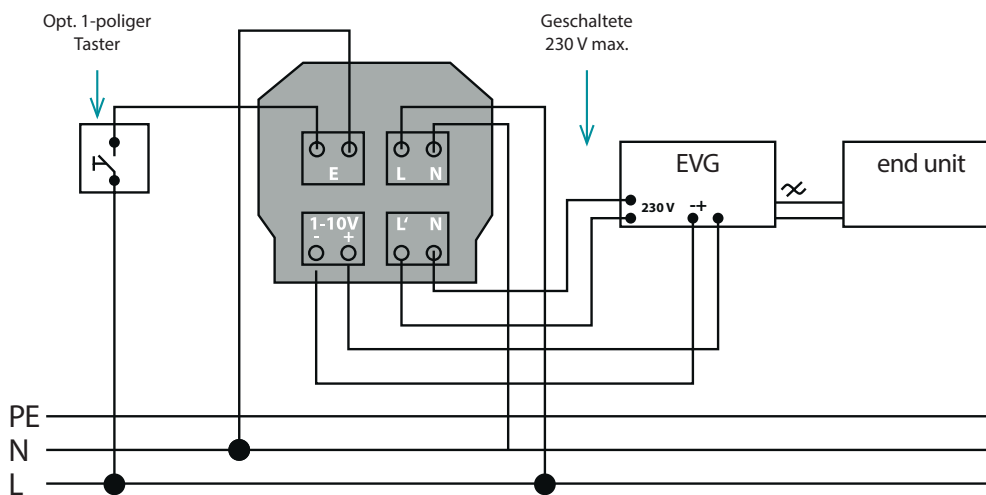 Opt. 1-poliger
Taster
Geschaltete
230 V max.
E
L N
EVG
end unit
230 V
-+
1-10V
- +
L‘ N
PE
N
L